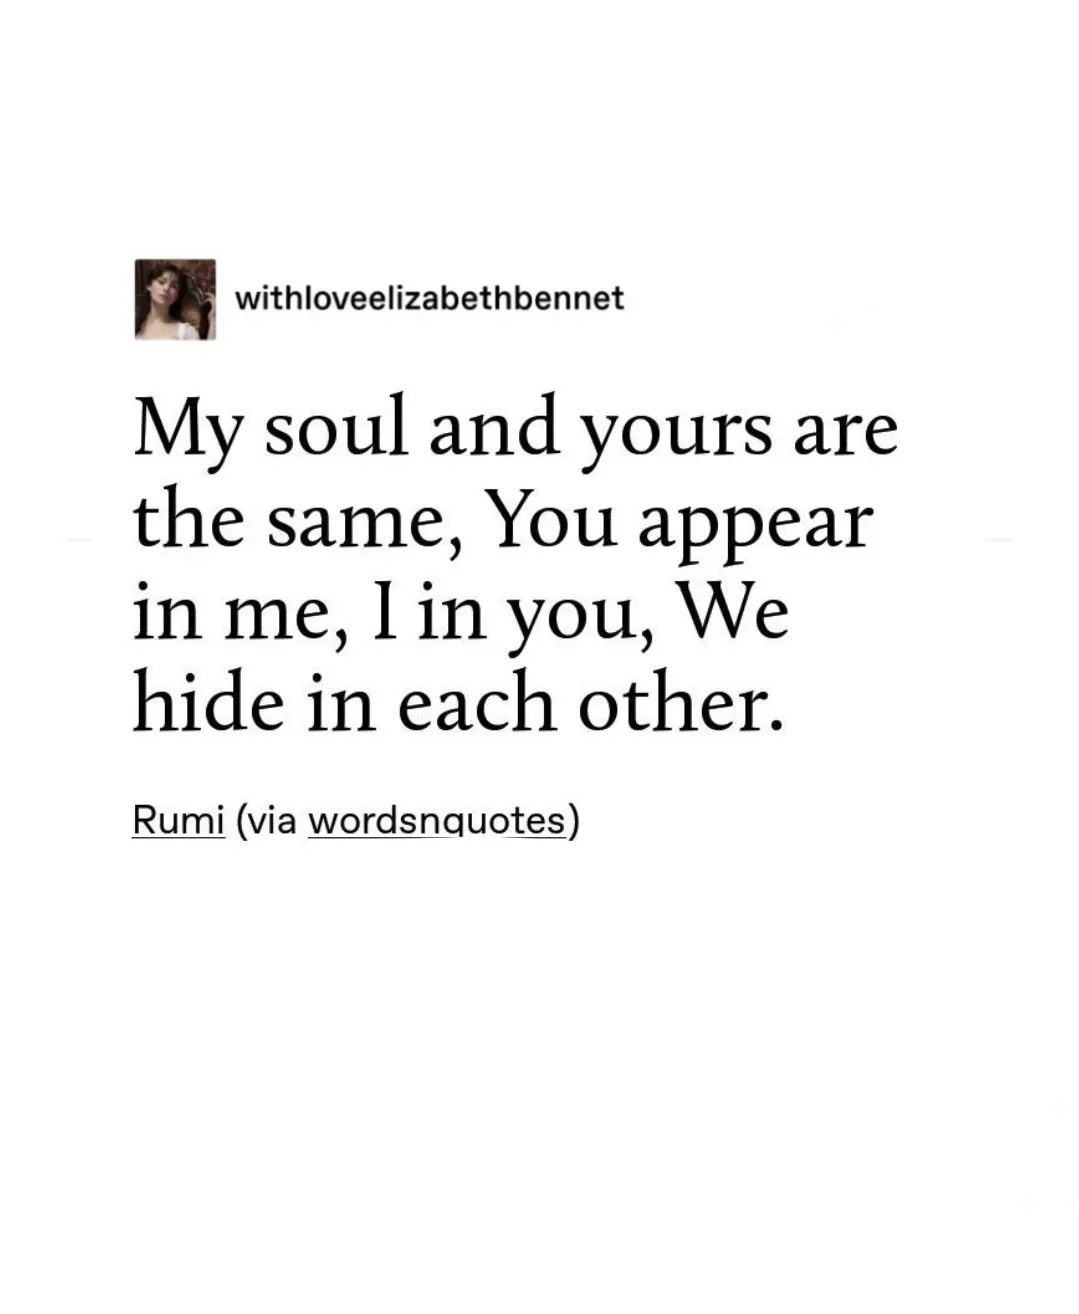 withloveelizabethbennet
My soul and yours are
the same, You appear
in me, I in you, We
hide in each other.
Rumi (via wordsnquotes)